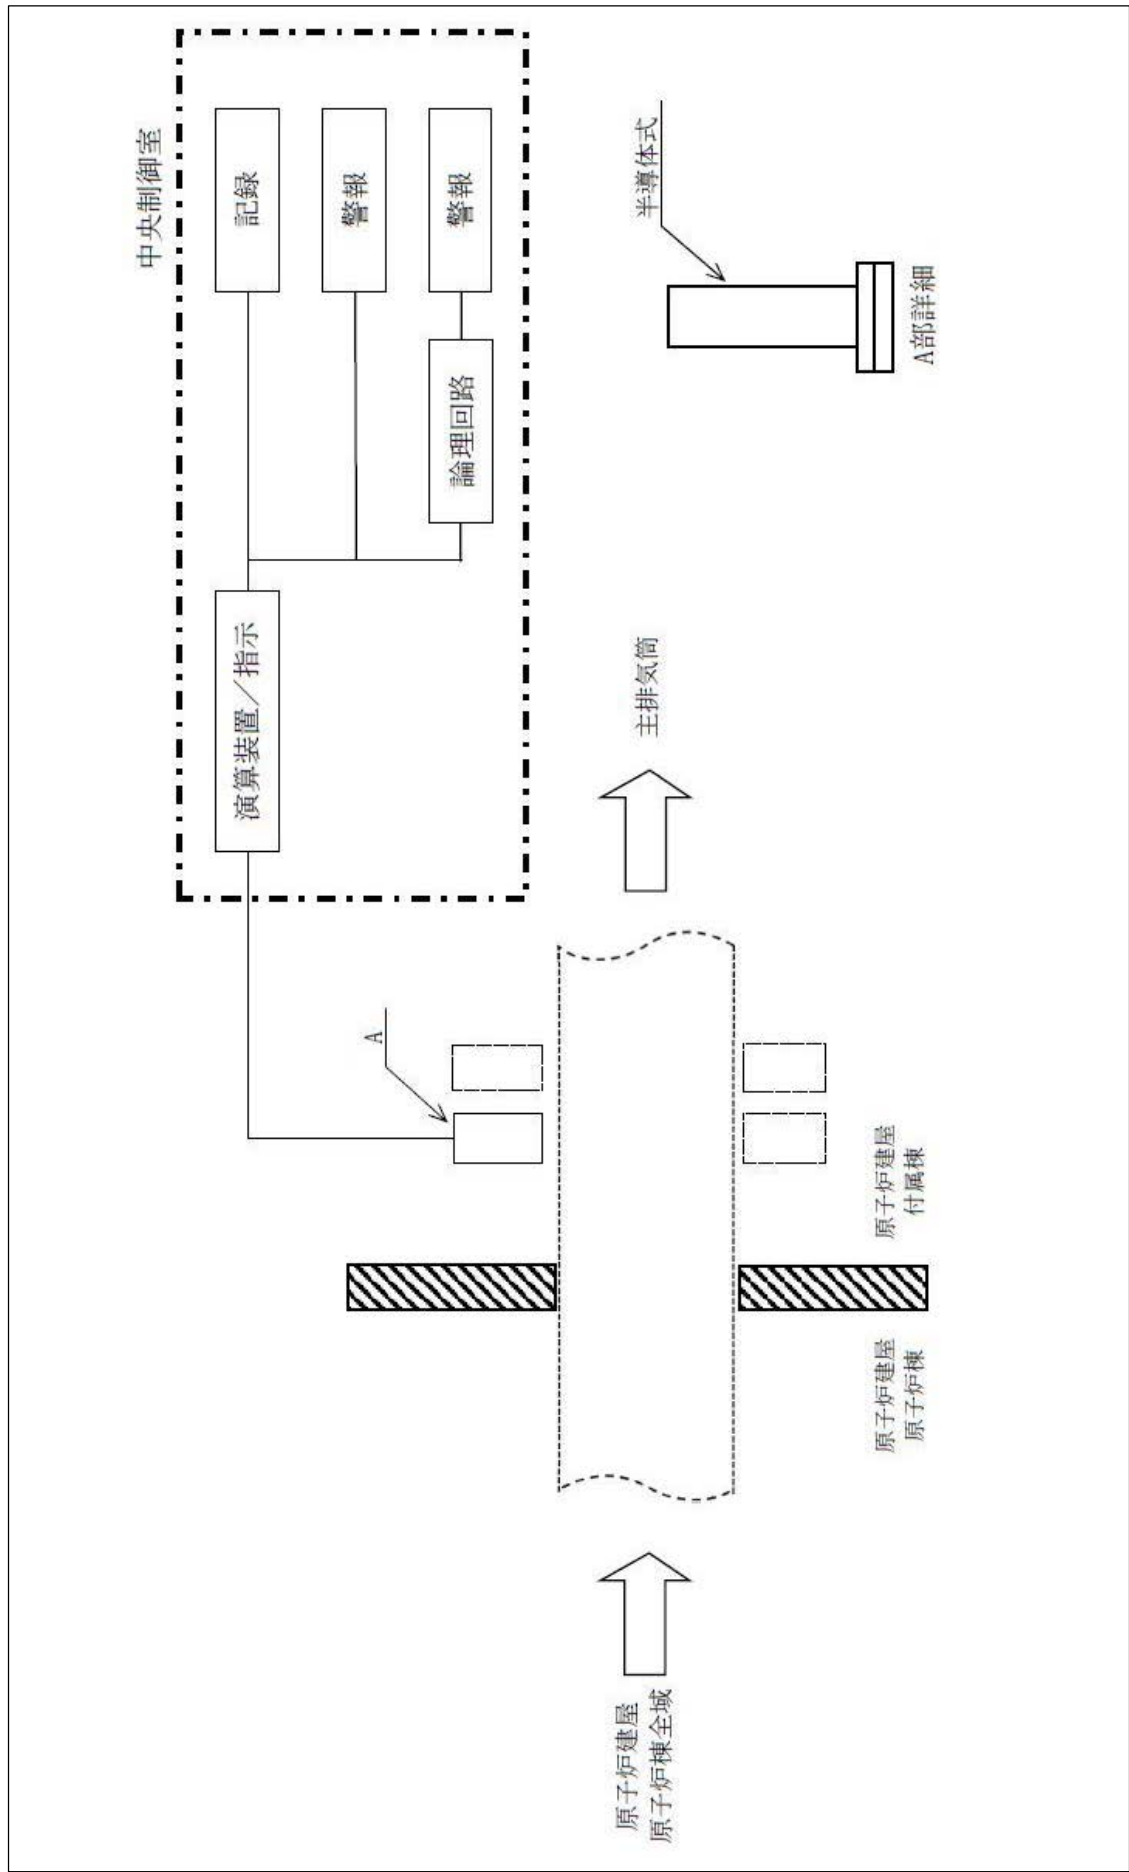 中央制御室
演算装置/指示
記録
警報
論理回路
警報
A
半導体式
A部詳細
原子炉建屋
原子炉棟全域
主排気筒
原子炉建屋
原子炉棟
原子炉建屋
付属棟